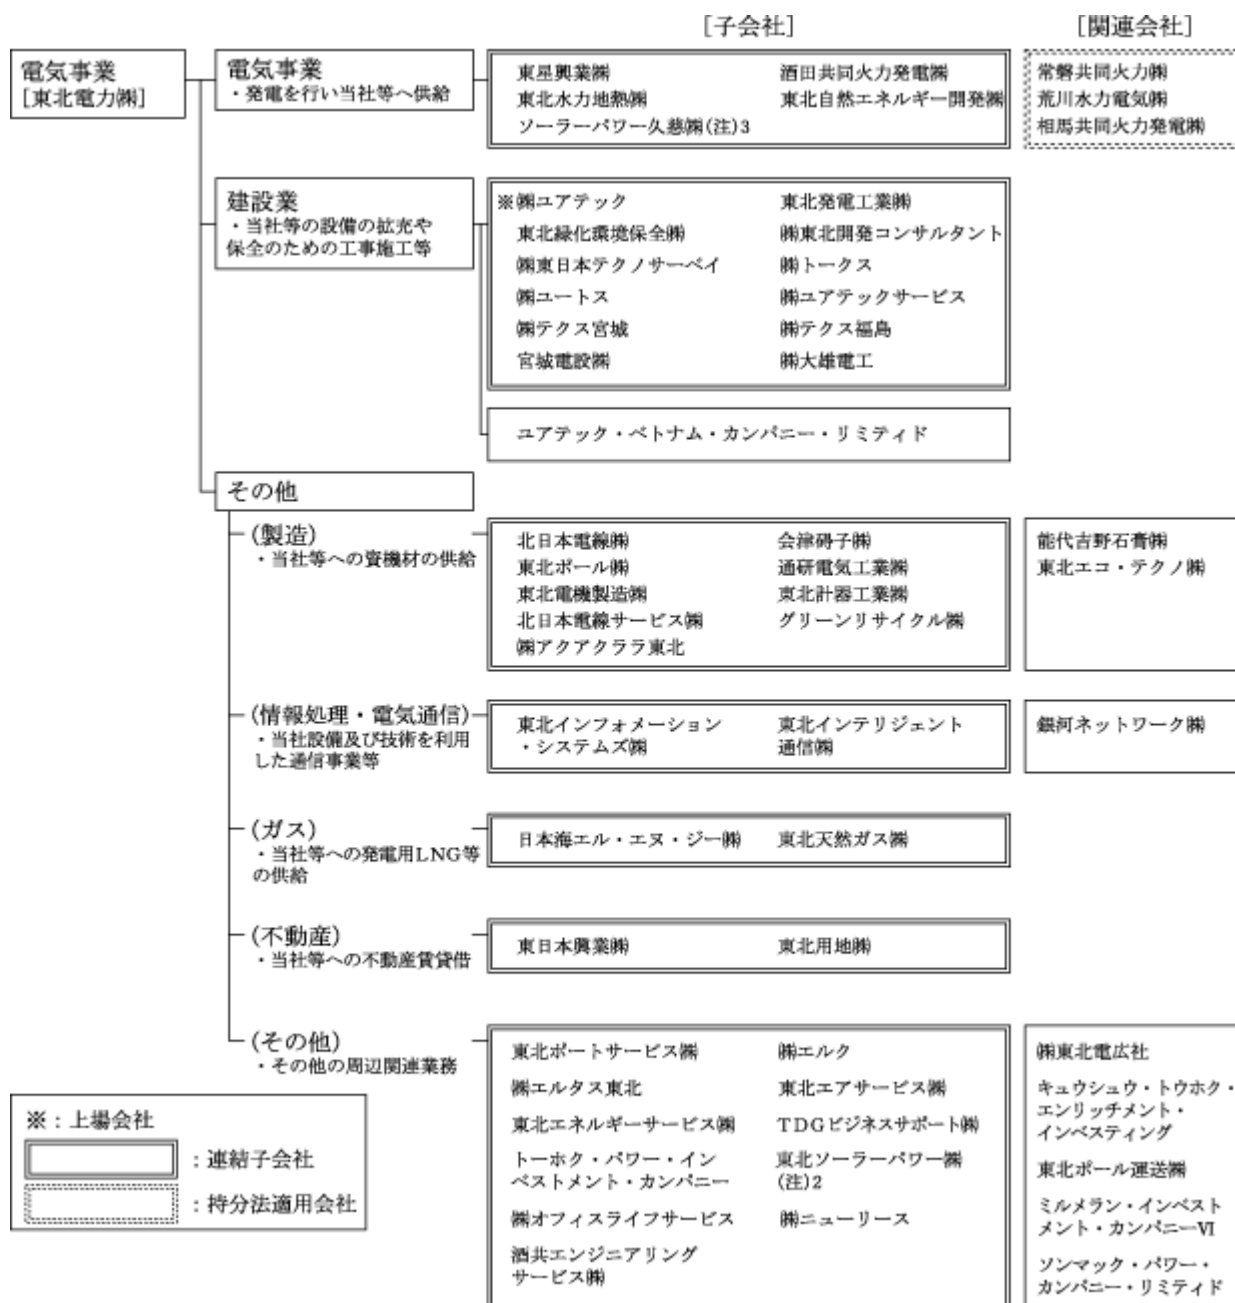 [子会社]
[関連会社]
電気事業
[東北電力㈱]
電気事業
・発電を行い当社等へ供給
東星興業㈱
酒田共同火力発電㈱
東北水力地熱㈱
東北自然エネルギー開発㈱
ソーラーパワー久慈㈱(注)3
常磐共同火力㈱
荒川水力電気㈱
相馬共同火力発電㈱
建設業
・当社等の設備の拡充や
保全のための工事施工等
※㈱ユアテック
東北発電工業㈱
東北緑化環境保全㈱
㈱東北開発コンサルタント
㈱東日本テクノサーベイ
㈱トークス
㈱ユートス
㈱ユアテックサービス
㈱テクス宮城
㈱テクス福島
宮城電設㈱
㈱大雄電工
ユアテック・ベトナム・カンパニー・リミティド
その他
(製造)
・当社等への資機材の供給
北日本電線㈱
会津碍子㈱
東北ポール㈱
通研電気工業㈱
東北電機製造㈱
東北計器工業㈱
北日本電線サービス㈱
グリーンリサイクル㈱
㈱アクアクララ東北
能代吉野石膏㈱
東北エコ・テクノ㈱
(情報処理・電気通信)
・当社設備及び技術を利用
した通信事業等
東北インフォメーション
・システムズ㈱
東北インテリジェント
通信㈱
銀河ネットワーク㈱
(ガス)
・当社等への発電用LNG等
の供給
日本海エル・エヌ・ジー㈱
東北天然ガス㈱
(不動産)
・当社等への不動産賃貸借
東日本興業㈱
東北用地㈱
(その他)
・その他の周辺関連業務
東北ポートサービス㈱
㈱エルク
㈱エルタス東北
東北エアサービス㈱
東北エネルギーサービス㈱
TDGビジネスサポート㈱
トーホク・パワー・イン
ベストメント・カンパニー
東北ソーラーパワー㈱
(注)2
㈱オフィスライフサービス
㈱ニューリース
酒共エンジニアリング
サービス㈱
㈱東北電広社
キュウシュウ・トウホク・
エンリッチメント・
インベスティング
東北ポール運送㈱
ミルメラン・インベスト
メント・カンパニーⅥ
ソンマック・パワー・
カンパニー・リミティド
※：上場会社
：連結子会社
：持分法適用会社